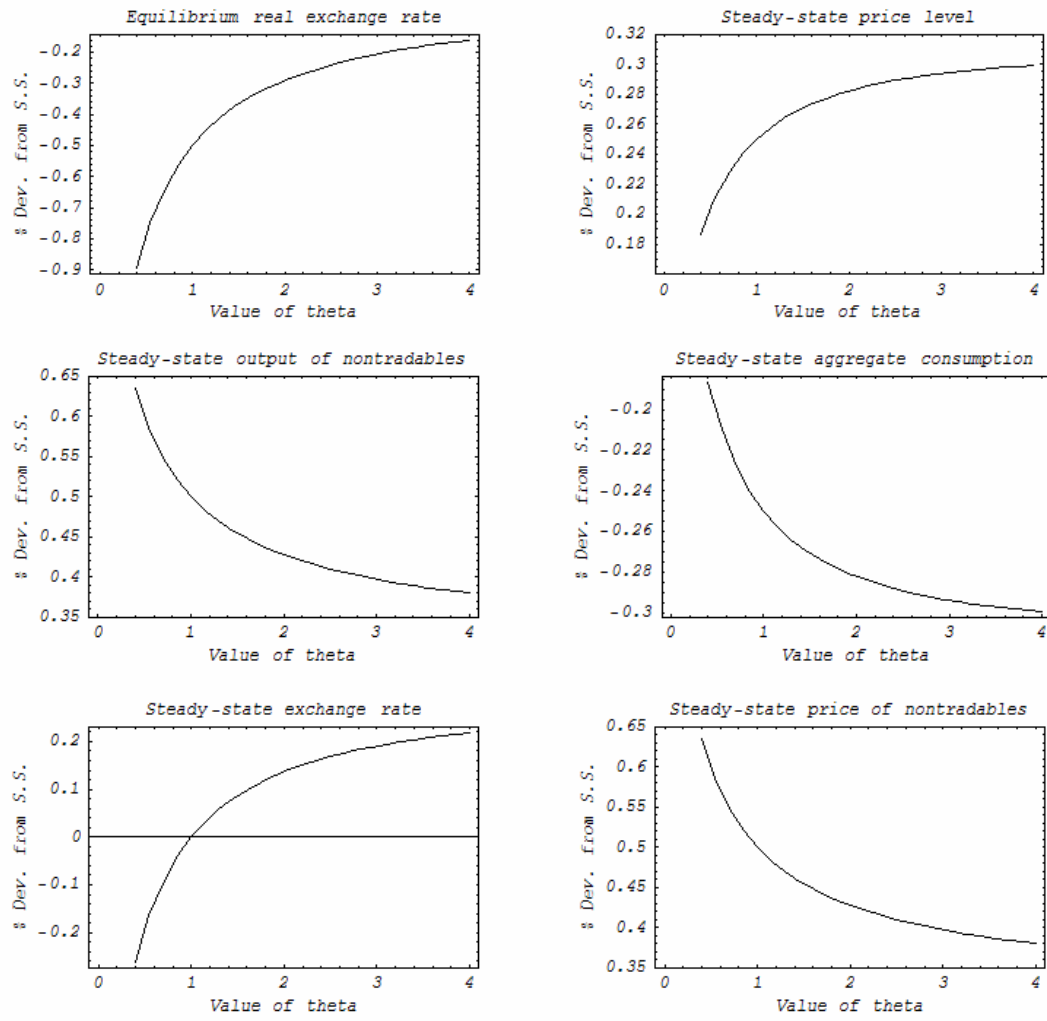 Equilibrium real exchange rate
% Dev. from S.S.
-0.2
-0.3
-0.4
-0.5
-0.6
-0.7
-0.8
-0.9
0 1 2 3 4
Value of theta
Steady-state price level
% Dev. from S.S.
0.32
0.3
0.28
0.26
0.24
0.22
0.2
0.18
0 1 2 3 4
Value of theta
Steady-state output of nontradables
% Dev. from S.S.
0.65
0.6
0.55
0.5
0.45
0.4
0.35
0 1 2 3 4
Value of theta
Steady-state aggregate consumption
% Dev. from S.S.
-0.2
-0.22
-0.24
-0.26
-0.28
-0.3
0 1 2 3 4
Value of theta
Steady-state exchange rate
% Dev. from S.S.
0.2
0.1
0
-0.1
-0.2
0 1 2 3 4
Value of theta
Steady-state price of nontradables
% Dev. from S.S.
0.65
0.6
0.55
0.5
0.45
0.4
0.35
0 1 2 3 4
Value of theta